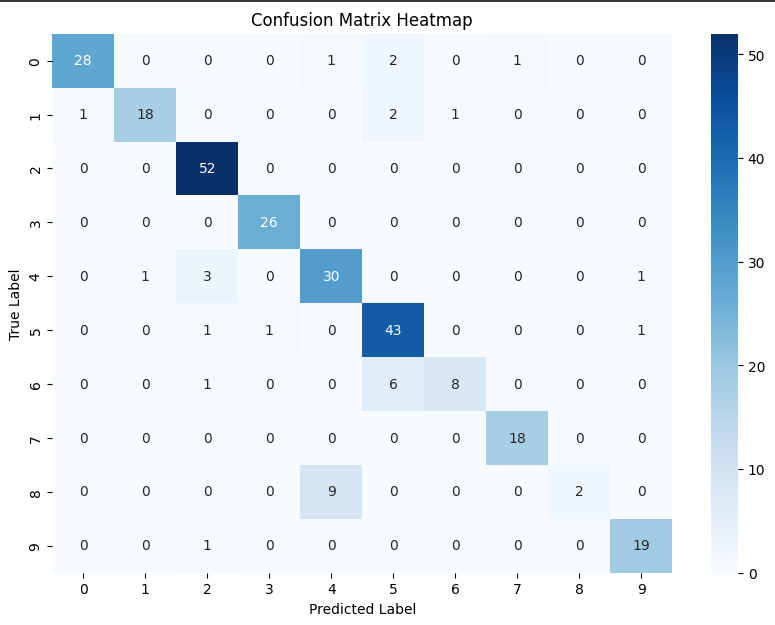 Confusion Matrix Heatmap
0 28 0 0 0 1 2 0 1 0 0
1 1 18 0 0 0 2 1 0 0 0
2 0 0 52 0 0 0 0 0 0 0
3 0 0 0 26 0 0 0 0 0 0
4 0 1 3 0 30 0 0 0 0 1
5 0 0 1 1 0 43 0 0 0 1
6 0 0 1 0 0 6 8 0 0 0
7 0 0 0 0 0 0 0 18 0 0
8 0 0 0 0 9 0 0 0 2 0
9 0 0 1 0 0 0 0 0 0 19
0 1 2 3 4 5 6 7 8 9
Predicted Label
True Label
50
40
30
20
10
0